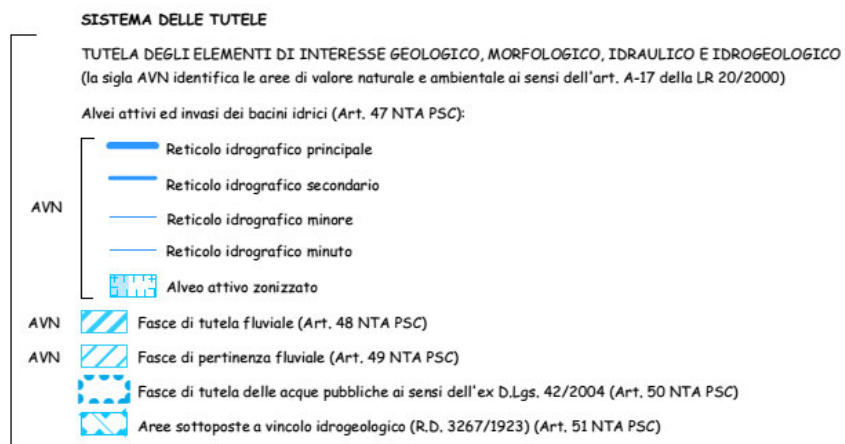 SISTEMA DELLE TUTELE
TUTELA DEGLI ELEMENTI DI INTERESSE GEOLOGICO, MORFOLOGICO, IDRAULICO E IDROGEOLOGICO
(la sigla AVN identifica le aree di valore naturale e ambientale ai sensi dell'art. A-17 della LR 20/2000)
Alvei attivi ed invasi dei bacini idrici (Art. 47 NTA PSC):
Reticolo idrografico principale
Reticolo idrografico secondario
AVN
Reticolo idrografico minore
Reticolo idrografico minuto
Alveo attivo zonizzato
AVN Fasce di tutela fluviale (Art. 48 NTA PSC)
AVN Fasce di pertinenza fluviale (Art. 49 NTA PSC)
Fasce di tutela delle acque pubbliche ai sensi dell'ex D.Lgs. 42/2004 (Art. 50 NTA PSC)
Aree sottoposte a vincolo idrogeologico (R.D. 3267/1923) (Art. 51 NTA PSC)